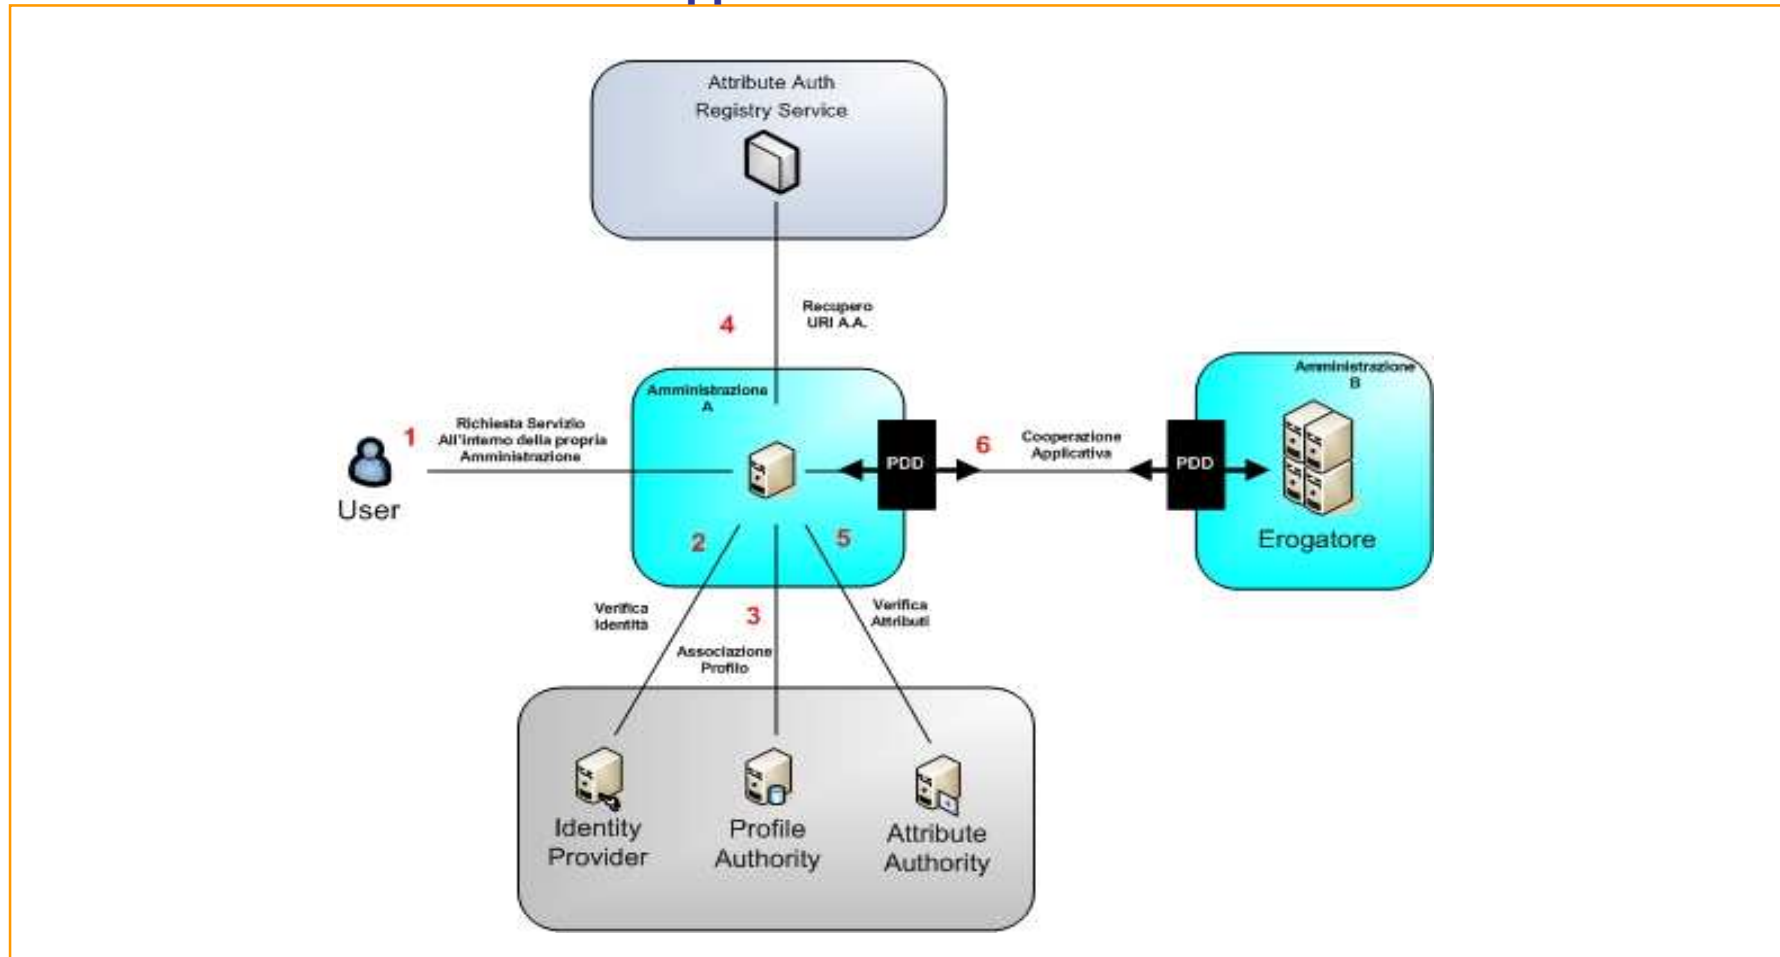 Attribute Auth
Registry Service
4
Recupero
URI A.A.
Amministrazione
A
Amministrazione
B
1
Richiesta Servizio
All'interno della propria
Amministrazione
User
PDD
6
Cooperazione
Applicativa
PDD
Erogatore
2
5
Verifica
Identità
3
Verifica
Attributi
Associazione
Profilo
Identity
Provider
Profile
Authority
Attribute
Authority